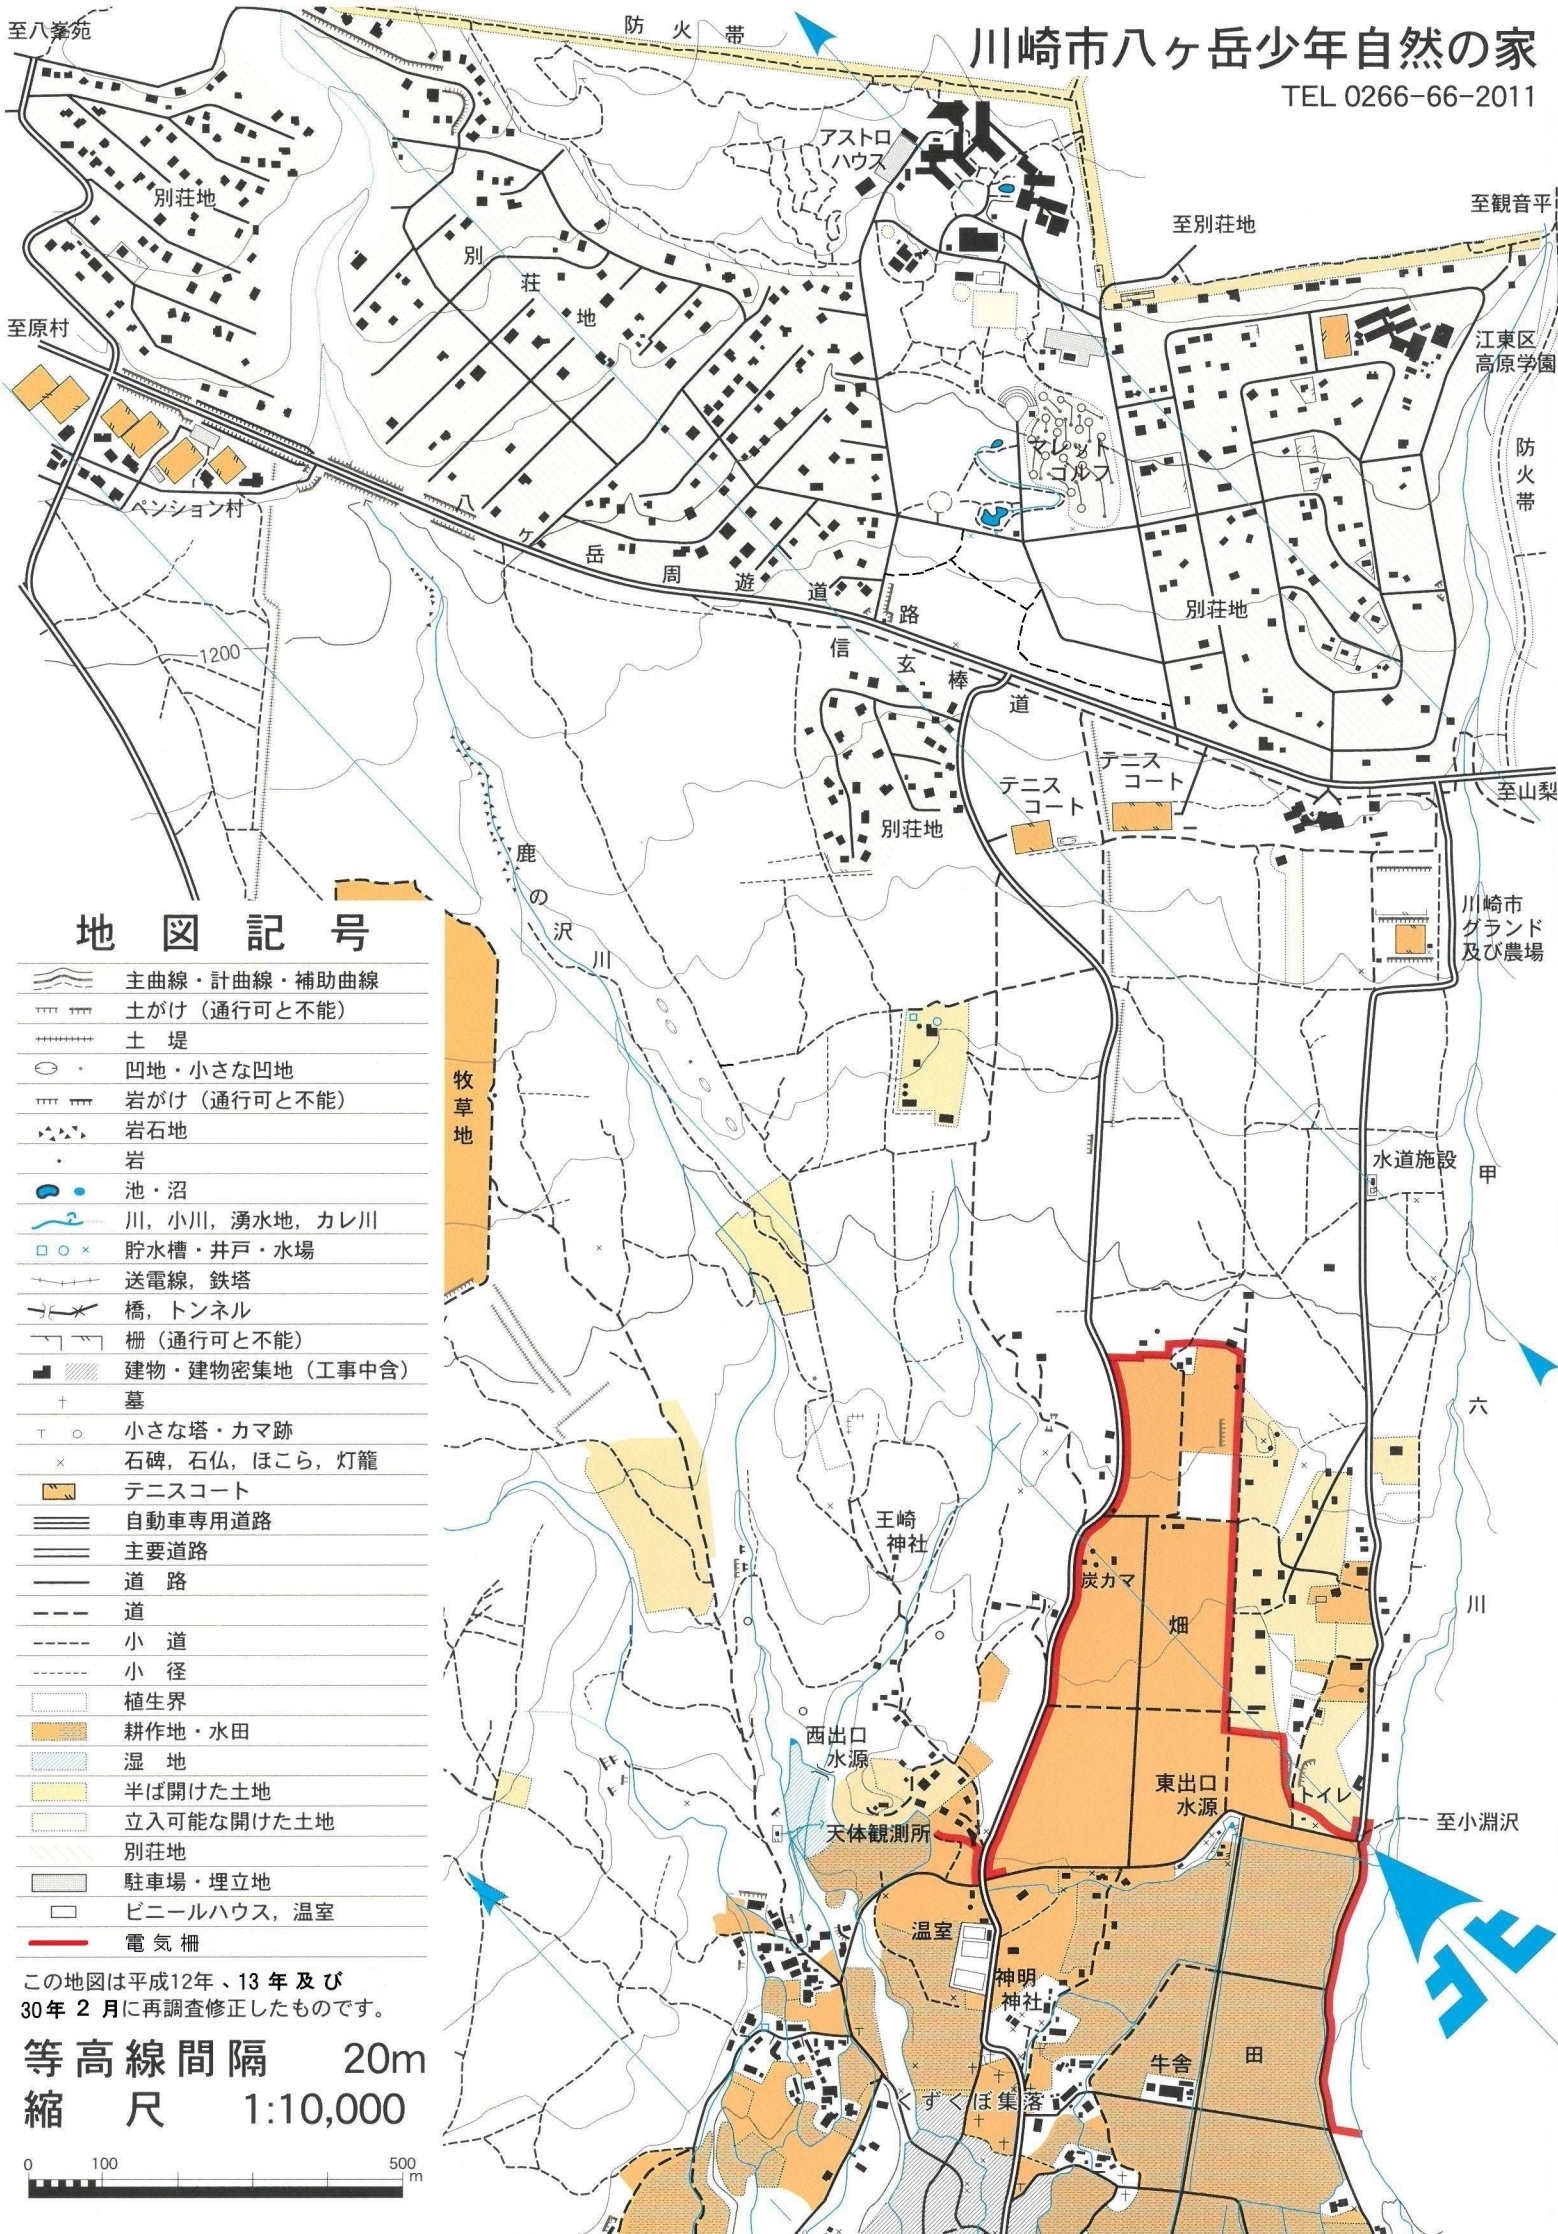 川崎市八ヶ岳少年自然の家
TEL 0266-66-2011
至八峯苑
防火帯
アストロ
ハウス
別荘地
至別荘地
至観音平
別荘地
至原村
江東区
高原学園
マレット
ゴルフ
防火帯
ペンション村
八ヶ岳周遊道路
別荘地
1200
信玄棒道
テニス
コート
テニス
コート
至山梨
別荘地
鹿の沢川
川崎市
グランド
及び農場
牧草地
水道施設
甲六川
王崎
神社
炭カマ
畑
西出口
水源
東出口
水源
トイレ
天体観測所
至小淵沢
温室
神明
神社
牛舎
田
くずくぼ集落
北
地図記号
主曲線・計曲線・補助曲線
土がけ（通行可と不能）
土堤
凹地・小さな凹地
岩がけ（通行可と不能）
岩石地
岩
池・沼
川，小川，湧水地，カレ川
貯水槽・井戸・水場
送電線，鉄塔
橋，トンネル
柵（通行可と不能）
建物・建物密集地（工事中含）
墓
小さな塔・カマ跡
石碑，石仏，ほこら，灯籠
テニスコート
自動車専用道路
主要道路
道路
道
小道
小径
植生界
耕作地・水田
湿地
半ば開けた土地
立入可能な開けた土地
別荘地
駐車場・埋立地
ビニールハウス，温室
電気柵
この地図は平成12年、13年及び
30年2月に再調査修正したものです。
等高線間隔 20m
縮尺 1:10,000
0 100 500 m